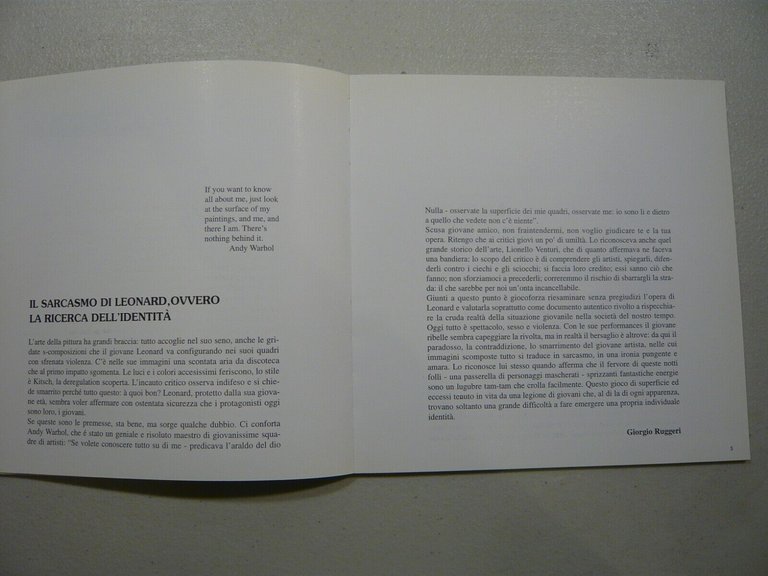 If you want to know
all about me, just look
at the surface of my
paintings, and me, and
there I am. There's
nothing behind it.
Andy Warhol
IL SARCASMO DI LEONARD,OVVERO
LA RICERCA DELL'IDENTITÀ
L'arte della pittura ha grandi braccia: tutto accoglie nel suo seno, anche le gri-
date s-composizioni che il giovane Leonard va configurando nei suoi quadri
con sfrenata violenza. C'è nelle sue immagini una scontata aria da discoteca
che al primo impatto sgomenta. Le luci e i colori accesissimi feriscono, lo stile
è Kitsch, la deregulation scoperta. L'incauto critico osserva indifeso e si chie-
de smarrito perché tutto questo: à quoi bon? Leonard, protetto dalla sua giova-
ne età, sembra voler affermare con ostentata sicurezza che i protagonisti oggi
sono loro, i giovani.
Se queste sono le premesse, sta bene, ma sorge qualche dubbio. Ci conforta
Andy Warhol, che é stato un geniale e risoluto maestro di giovanissime squa-
dre di artisti: "Se volete conoscere tutto su di me - predicava l'araldo del dio
Nulla - osservate la superficie dei mie quadri, osservate me: io sono lì e dietro
a quello che vedete non c'è niente".
Scusa giovane amico, non fraintendermi, non voglio giudicare te e la tua
opera. Ritengo che ai critici giovi un po' di umiltà. Lo riconosceva anche quel
grande storico dell'arte, Lionello Venturi, che di quanto affermava ne faceva
una bandiera; lo scopo del critico è di comprendere gli artisti, spiegarli, difen-
derli contro i ciechi e gli sciocchi; si faccia loro credito; essi sanno ciò che
fanno; non sforziamoci a precederli; correremmo il rischio di sbarrargli la stra-
da: il che sarebbe per noi un'onta incancellabile.
Giunti a questo punto è giocoforza riesaminare senza pregiudizi l'opera di
Leonard e valutarla soprattutto come documento autentico rivolto a rispecchia-
re la cruda realtà della situazione giovanile nella società del nostro tempo.
Oggi tutto è spettacolo, sesso e violenza. Con le sue performances il giovane
ribelle sembra capeggiare la rivolta, ma in realtà il bersaglio è altrove: da qui il
paradosso, la contraddizione, lo smarrimento del giovane artista, nelle cui
immagini scomposte tutto si traduce in sarcasmo, in una ironia pungente e
amara. Lo riconosce lui stesso quando afferma che il fervore di queste notti
folli - una passerella di personaggi mascherati - sprizzanti fantastiche energie
sono un lugubre tam-tam che crolla facilmente. Questo gioco di superficie ed
eccessi tenuto in vita da una legione di giovani che, al di la di ogni apparenza,
trovano soltanto una grande difficoltà a fare emergere una propria individuale
identità.
Giorgio Ruggeri
5